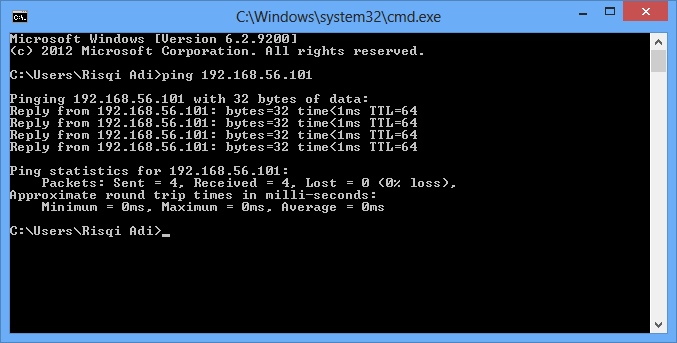 C:\Windows\system32\cmd.exe
Microsoft Windows [Version 6.2.9200]
(c) 2012 Microsoft Corporation. All rights reserved.
C:\Users\Risqi Adi>ping 192.168.56.101
Pinging 192.168.56.101 with 32 bytes of data:
Reply from 192.168.56.101: bytes=32 time<1ms TTL=64
Reply from 192.168.56.101: bytes=32 time<1ms TTL=64
Reply from 192.168.56.101: bytes=32 time<1ms TTL=64
Reply from 192.168.56.101: bytes=32 time<1ms TTL=64
Ping statistics for 192.168.56.101:
    Packets: Sent = 4, Received = 4, Lost = 0 (0% loss),
Approximate round trip times in milli-seconds:
    Minimum = 0ms, Maximum = 0ms, Average = 0ms
C:\Users\Risqi Adi>_